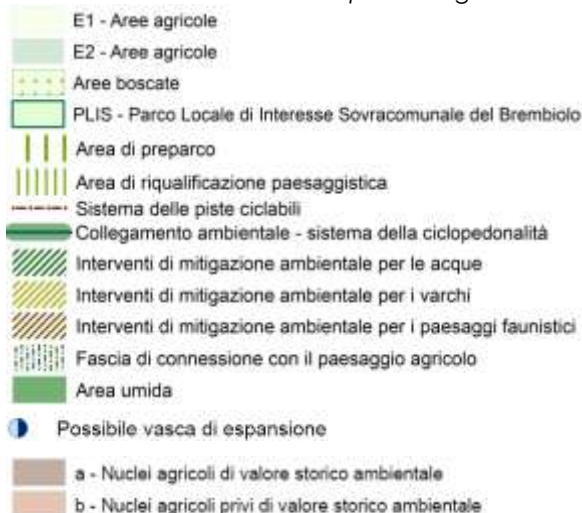 E1 - Aree agricole
E2 - Aree agricole
Aree boscate
PLIS - Parco Locale di Interesse Sovracomunale del Brembiolo
Area di preparco
Area di riqualificazione paesaggistica
Sistema delle piste ciclabili
Collegamento ambientale - sistema della ciclopedonalità
Interventi di mitigazione ambientale per le acque
Interventi di mitigazione ambientale per i varchi
Interventi di mitigazione ambientale per i paesaggi faunistici
Fascia di connessione con il paesaggio agricolo
Area umida
Possibile vasca di espansione
a - Nuclei agricoli di valore storico ambientale
b - Nuclei agricoli privi di valore storico ambientale